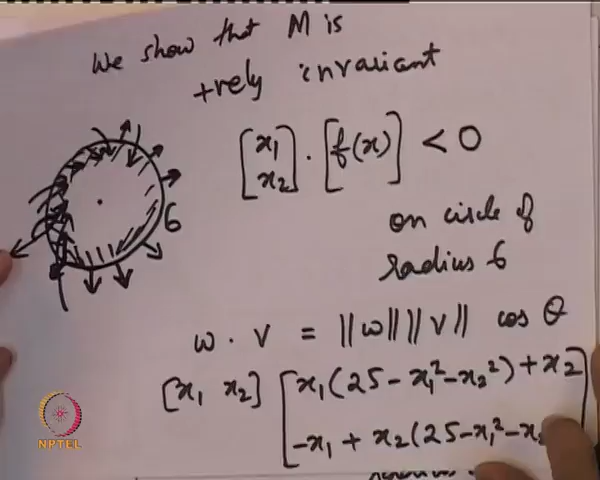 We show that M is
+vely invariant
[x₁ x₂] · [f(x)] < 0
6
on circle of
radius 6
w · v = ||w|| ||v|| cos θ
[x₁ x₂] [x₁(25 - x₁² - x₂²) + x₂
-x₁ + x₂(25 - x₁² - x₂
NPTEL